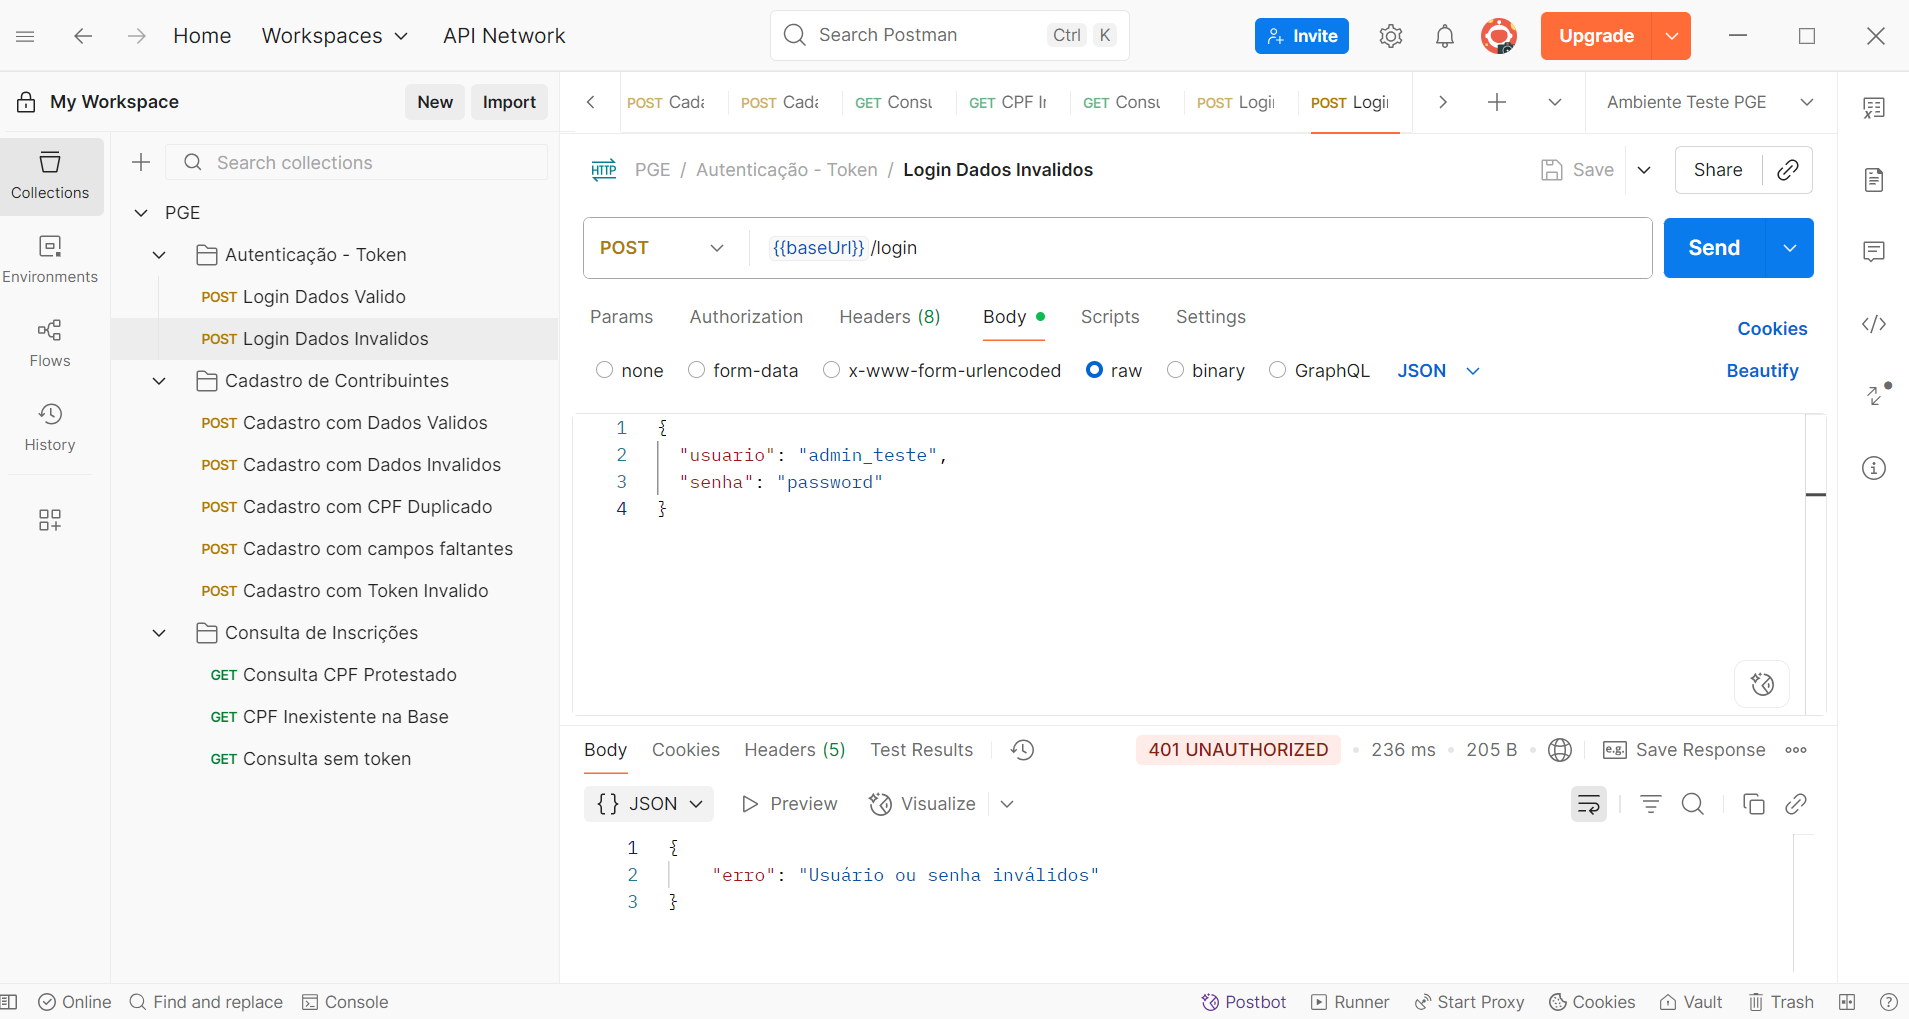 Home
Workspaces
API Network
Search Postman
Ctrl K
Invite
Upgrade
My Workspace
New
Import
POST Cada
POST Cada
GET Consu
GET CPF
GET Consu
POST Logi
POST Logi
Ambiente Teste PGE
Collections
Environments
Flows
History
Search collections
PGE
Autenticação - Token
POST Login Dados Valido
POST Login Dados Invalidos
Cadastro de Contribuintes
POST Cadastro com Dados Validos
POST Cadastro com Dados Invalidos
POST Cadastro com CPF Duplicado
POST Cadastro com campos faltantes
POST Cadastro com Token Invalido
Consulta de Inscrições
GET Consulta CPF Protestado
GET CPF Inexistente na Base
GET Consulta sem token
HTTP PGE / Autenticação - Token / Login Dados Invalidos
Save
Share
POST
{{baseUrl}} /login
Send
Params
Authorization
Headers (8)
Body
Scripts
Settings
Cookies
none
form-data
x-www-form-urlencoded
raw
binary
GraphQL
JSON
Beautify
1 {
2 "usuario": "admin_teste",
3 "senha": "password"
4 }
Body
Cookies
Headers (5)
Test Results
401 UNAUTHORIZED
236 ms
205 B
e.g. Save Response
{} JSON
Preview
Visualize
1 {
2 "erro": "Usuário ou senha inválidos"
3 }
Online
Find and replace
Console
Postbot
Runner
Start Proxy
Cookies
Vault
Trash